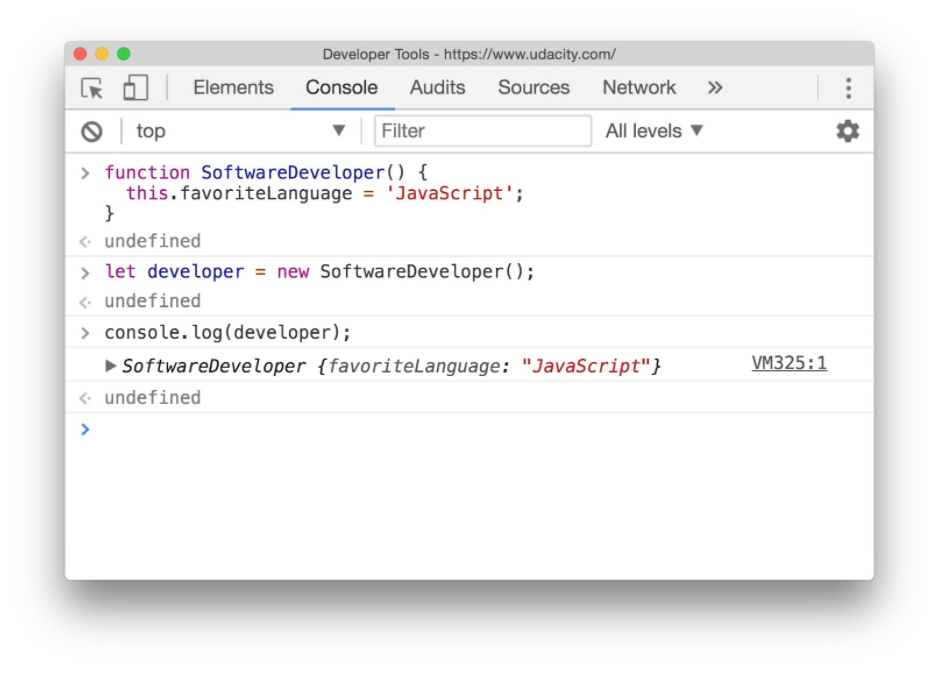 Developer Tools - https://www.udacity.com/
Elements Console Audits Sources Network »
top ▼ Filter All levels ▼
> function SoftwareDeveloper() {
this.favoriteLanguage = 'JavaScript';
}
undefined
> let developer = new SoftwareDeveloper();
undefined
> console.log(developer);
▶ SoftwareDeveloper {favoriteLanguage: "JavaScript"} VM325:1
undefined
>